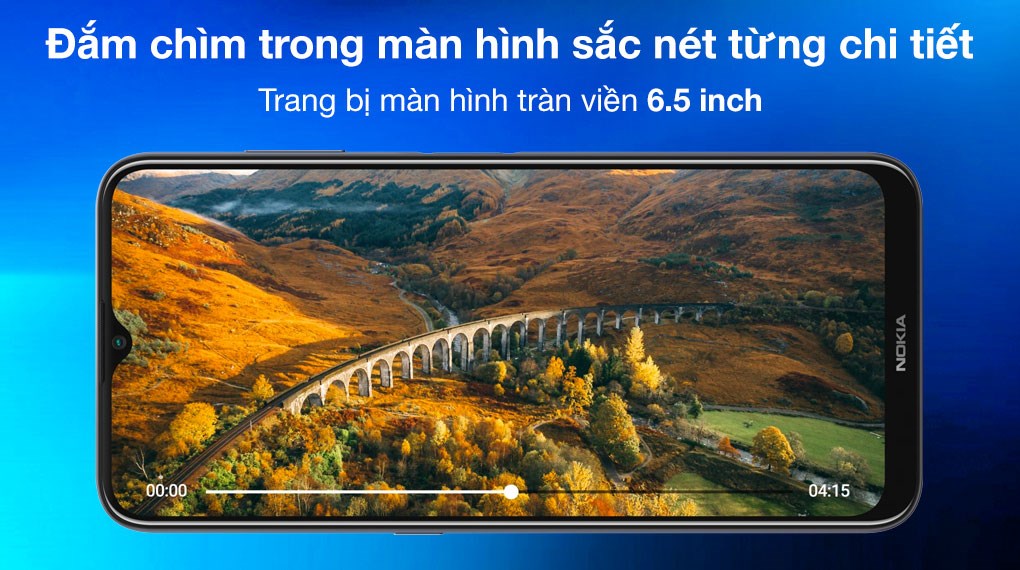 Đắm chìm trong màn hình sắc nét từng chi tiết
Trang bị màn hình tràn viền 6.5 inch
NOKIA
00:00
04:15